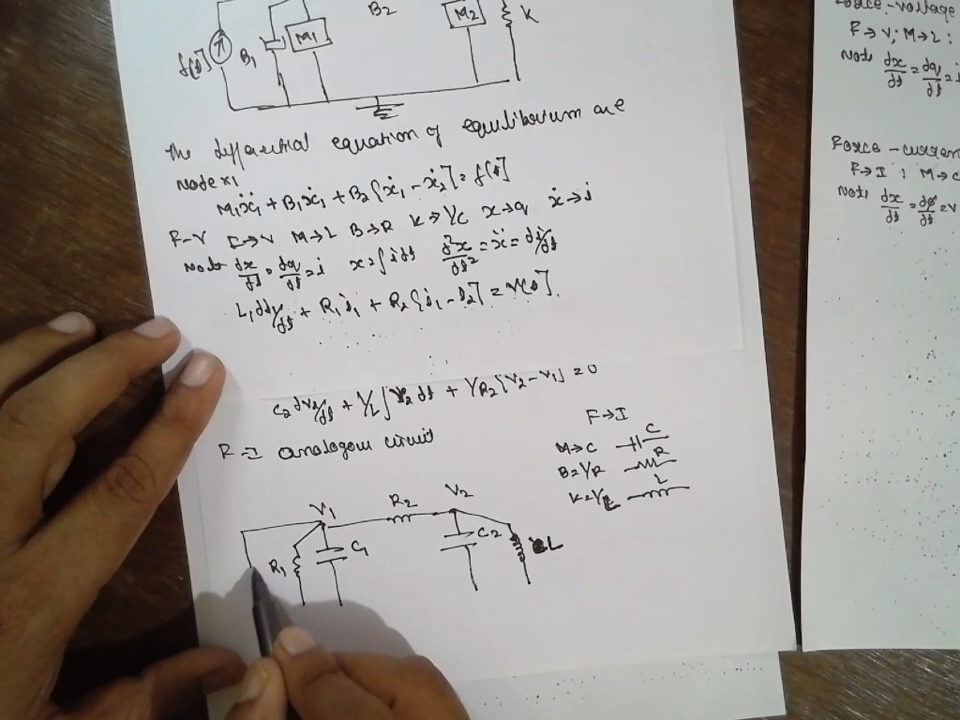 B2
M2
K
f(t)
B1
M1
The differential equation of equilibrium are
Node x1
M1ẍ1 + B1ẋ1 + B2[ẋ1 - ẋ2] = f(t)
F-V F→V M→L B→R K→1/C x→q ẋ→i
Note dx/dt = dq/dt = i x = ∫idt d²x/dt² = ẍ = di/dt
L1di1/dt + R1i1 + R2[i1 - i2] = V(t).
C2 dv2/dt + 1/L ∫V2 dt + 1/R2 [V2 - V1] = 0
F-I analogous circuit
F→I
M→C C
B=1/R R
K=1/L L
V1
R2
V2
R1
C1
C2
L
Force-voltage
F→V; M→L;
Note dx/dt = dq/dt = i
Force-current
F→I ; M→C
Note dx/dt = dφ/dt = V